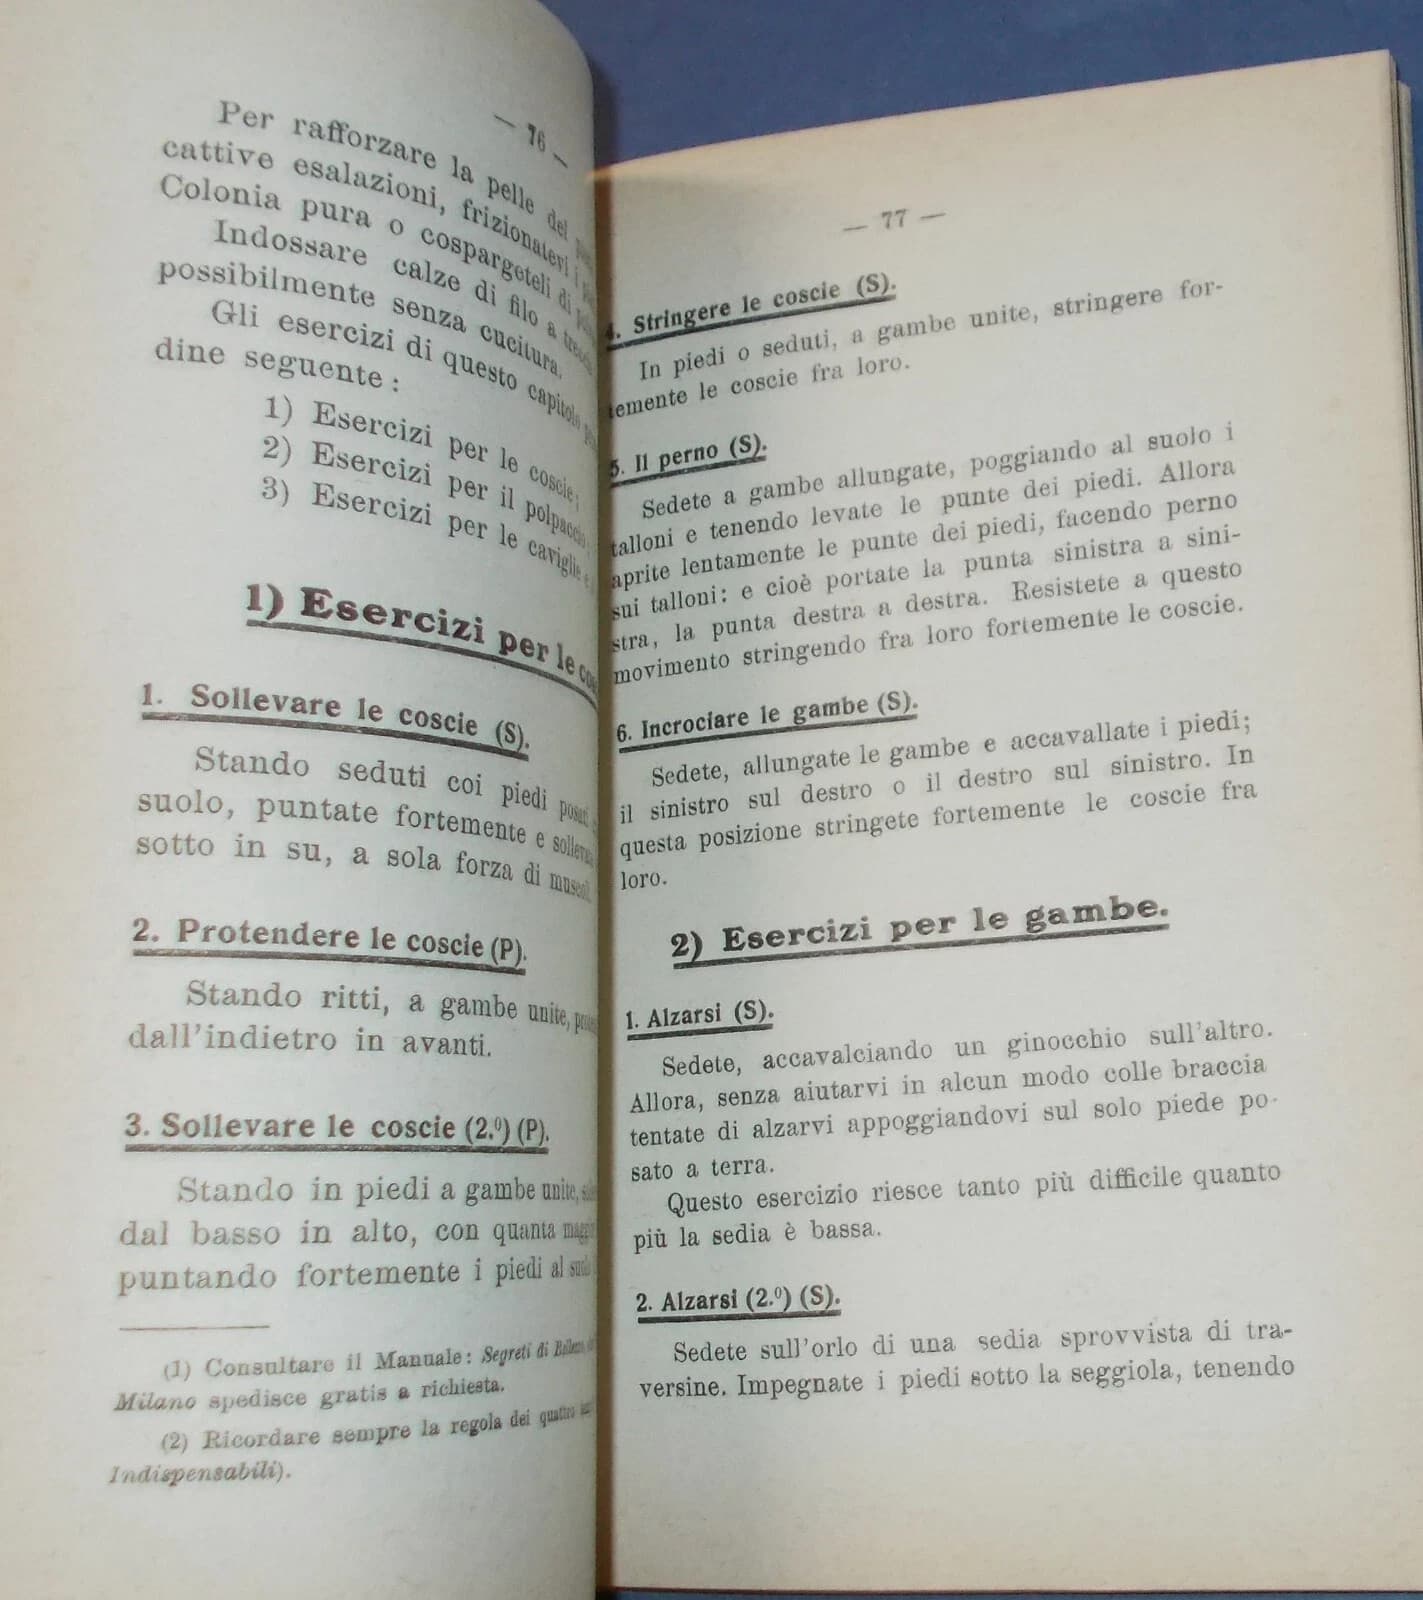 — 76 —
Per rafforzare la pelle dei
cattive esalazioni, frizionatevi i
Colonia pura o cospargeteli di
Indossare calze di filo a
possibilmente senza cucitura.
Gli esercizi di questo capitolo
dine seguente :
1) Esercizi per le coscie;
2) Esercizi per il polpaccio
3) Esercizi per le caviglie e
1) Esercizi per le
1. Sollevare le coscie (S).
Stando seduti coi piedi
suolo, puntate fortemente e
sotto in su, a sola forza di
2. Protendere le coscie (P).
Stando ritti, a gambe unite,
dall'indietro in avanti.
3. Sollevare le coscie (2.º) (P).
Stando in piedi a gambe unite,
dal basso in alto, con quanta
puntando fortemente i piedi al
(1) Consultare il Manuale: Segreti di
Milano spedisce gratis a richiesta.
(2) Ricordare sempre la regola dei quattro
Indispensabili).
— 77 —
4. Stringere le coscie (S).
In piedi o seduti, a gambe unite, stringere for-
temente le coscie fra loro.
5. Il perno (S).
Sedete a gambe allungate, poggiando al suolo i
talloni e tenendo levate le punte dei piedi. Allora
aprite lentamente le punte dei piedi, facendo perno
sui talloni: e cioè portate la punta sinistra a sini-
stra, la punta destra a destra. Resistete a questo
movimento stringendo fra loro fortemente le coscie.
6. Incrociare le gambe (S).
Sedete, allungate le gambe e accavallate i piedi;
il sinistro sul destro o il destro sul sinistro. In
questa posizione stringete fortemente le coscie fra
loro.
2) Esercizi per le gambe.
1. Alzarsi (S).
Sedete, accavalciando un ginocchio sull'altro.
Allora, senza aiutarvi in alcun modo colle braccia
tentate di alzarvi appoggiandovi sul solo piede po-
sato a terra.
Questo esercizio riesce tanto più difficile quanto
più la sedia è bassa.
2. Alzarsi (2.º) (S).
Sedete sull'orlo di una sedia sprovvista di tra-
versine. Impegnate i piedi sotto la seggiola, tenendo